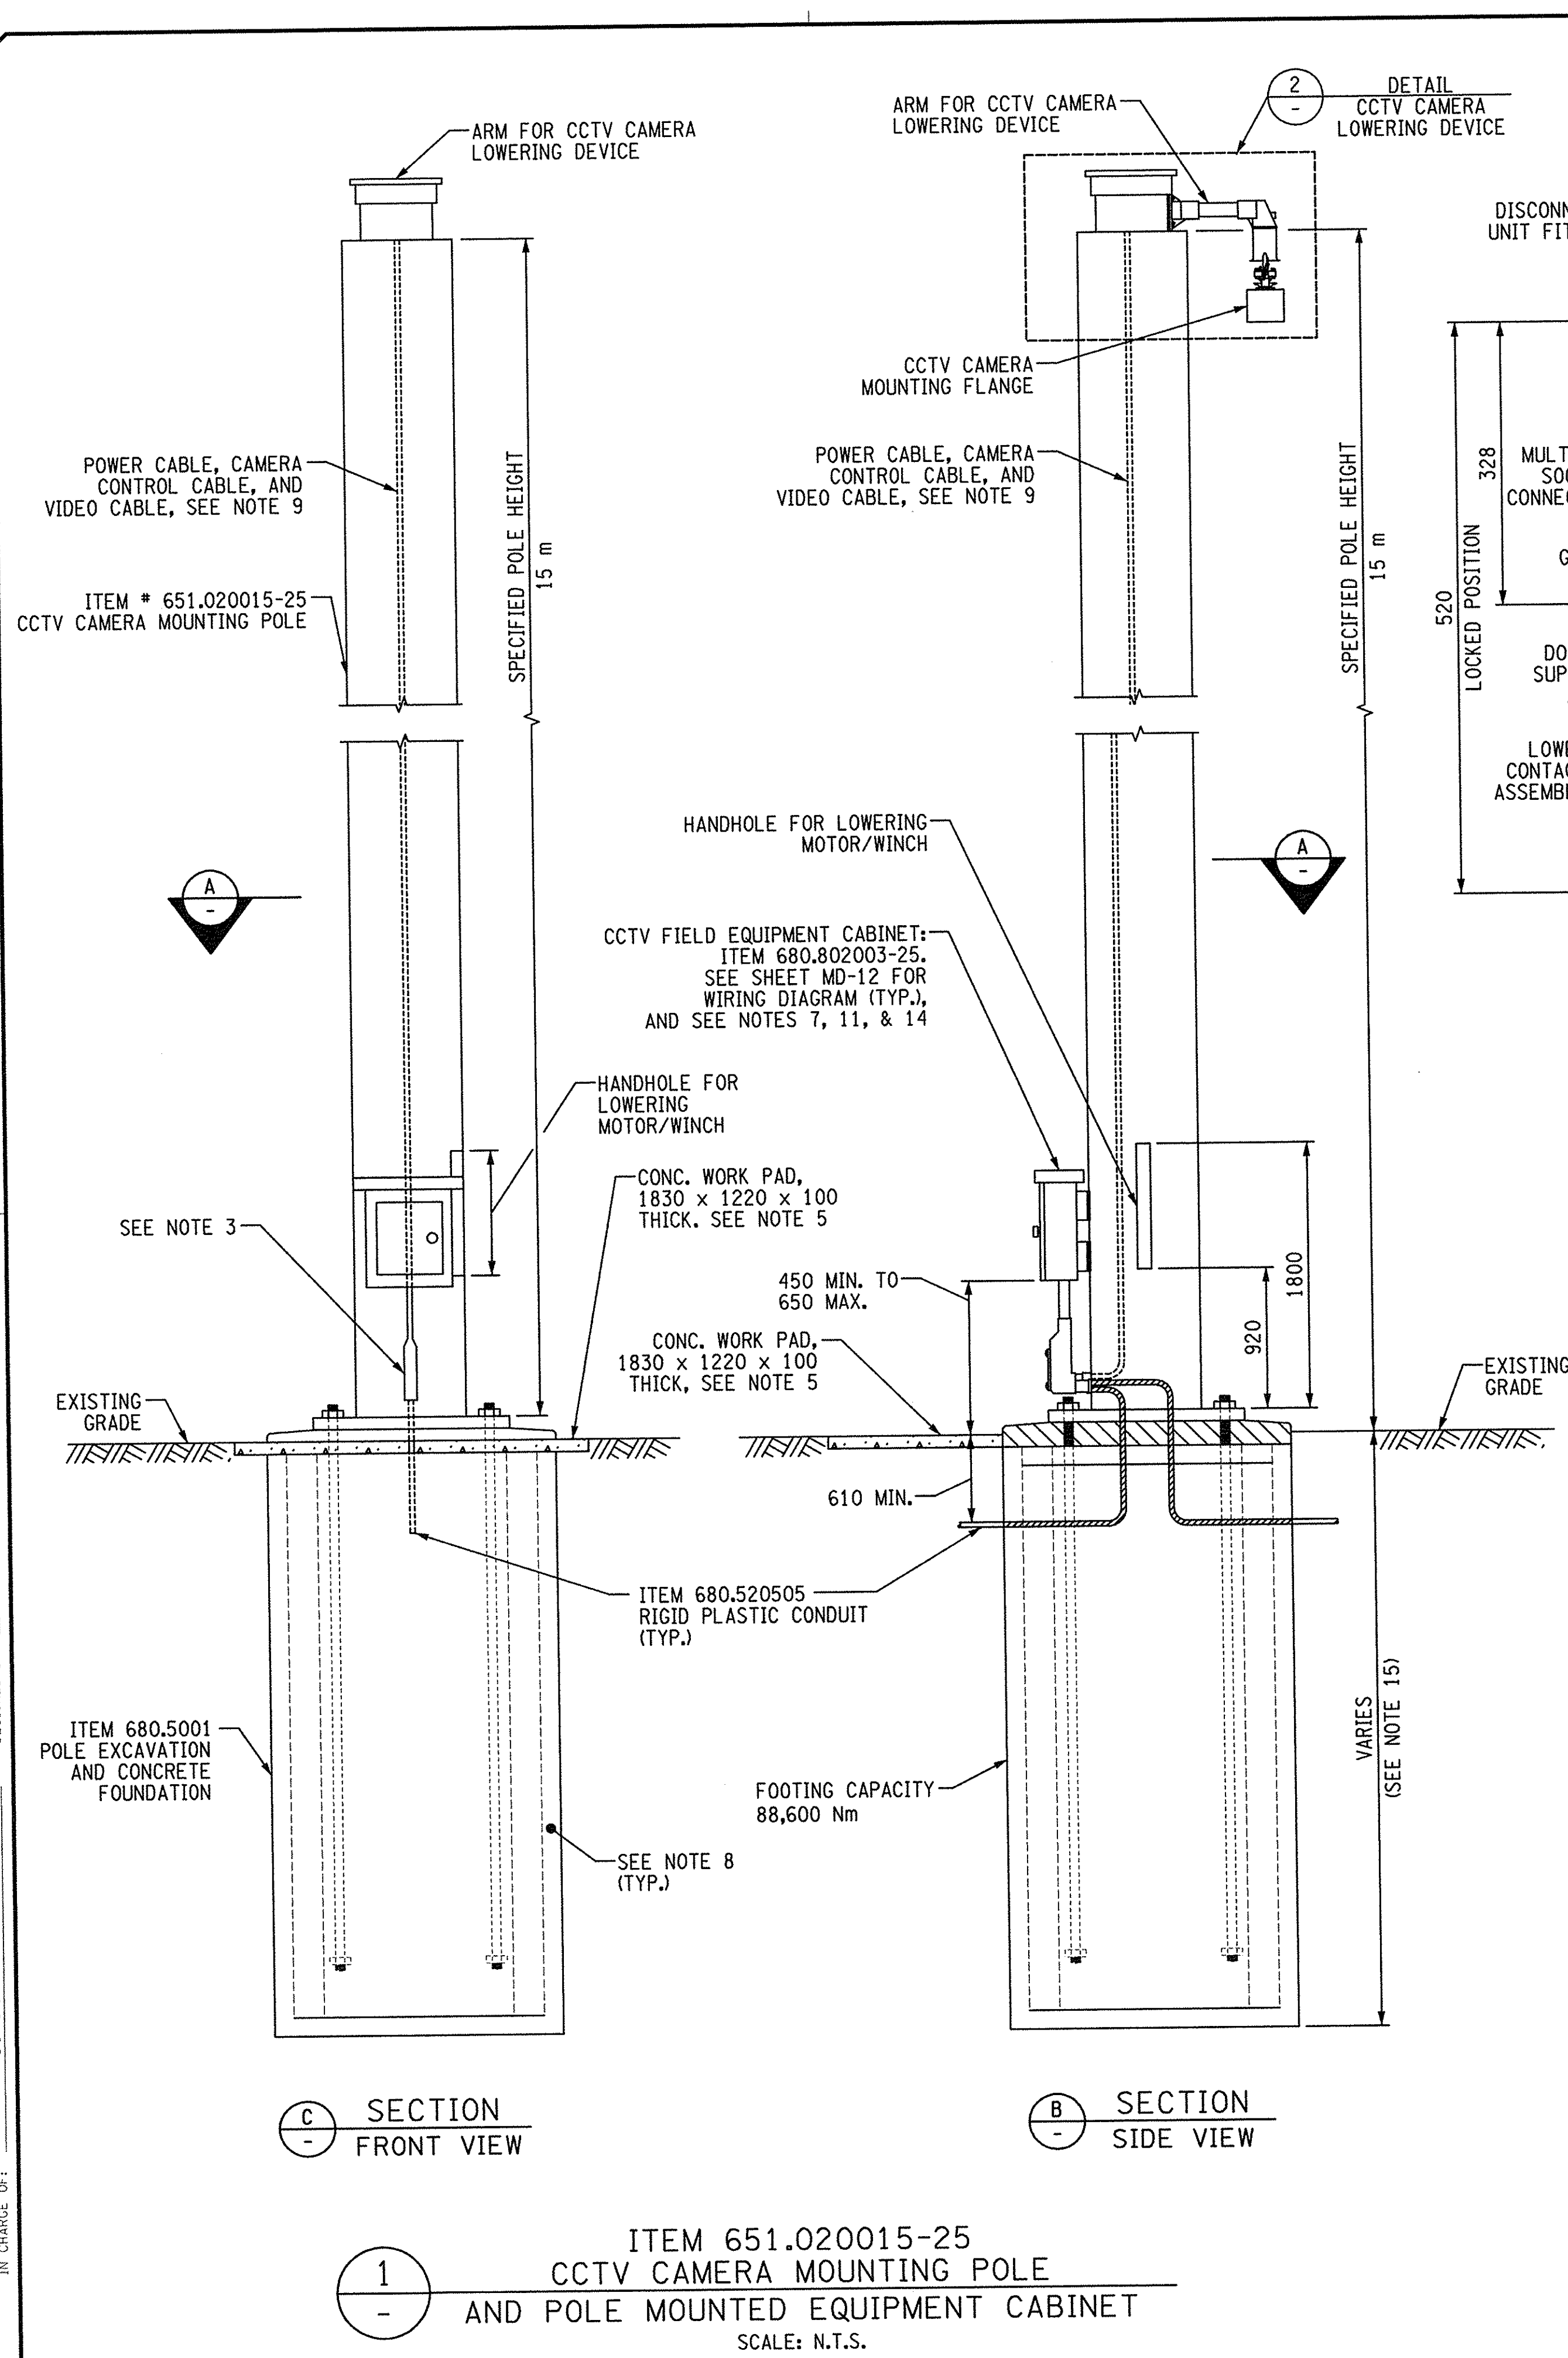 ARM FOR CCTV CAMERA
LOWERING DEVICE
POWER CABLE, CAMERA
CONTROL CABLE, AND
VIDEO CABLE, SEE NOTE 9
ITEM # 651.020015-25
CCTV CAMERA MOUNTING POLE
SPECIFIED POLE HEIGHT
15 m
A
-
HANDHOLE FOR
LOWERING
MOTOR/WINCH
SEE NOTE 3
CONC. WORK PAD,
1830 x 1220 x 100
THICK. SEE NOTE 5
EXISTING
GRADE
ITEM 680.5001
POLE EXCAVATION
AND CONCRETE
FOUNDATION
SEE NOTE 8
(TYP.)
ITEM 680.520505
RIGID PLASTIC CONDUIT
(TYP.)
C
-
SECTION
FRONT VIEW
ARM FOR CCTV CAMERA
LOWERING DEVICE
2
-
DETAIL
CCTV CAMERA
LOWERING DEVICE
CCTV CAMERA
MOUNTING FLANGE
POWER CABLE, CAMERA
CONTROL CABLE, AND
VIDEO CABLE, SEE NOTE 9
SPECIFIED POLE HEIGHT
15 m
HANDHOLE FOR LOWERING
MOTOR/WINCH
A
-
CCTV FIELD EQUIPMENT CABINET:
ITEM 680.802003-25.
SEE SHEET MD-12 FOR
WIRING DIAGRAM (TYP.),
AND SEE NOTES 7, 11, & 14
450 MIN. TO
650 MAX.
CONC. WORK PAD,
1830 x 1220 x 100
THICK, SEE NOTE 5
1800
920
EXISTING
GRADE
610 MIN.
FOOTING CAPACITY
88,600 Nm
VARIES
(SEE NOTE 15)
B
-
SECTION
SIDE VIEW
UNIT
328
520
LOCKED POSITION
1
-
ITEM 651.020015-25
CCTV CAMERA MOUNTING POLE
AND POLE MOUNTED EQUIPMENT CABINET
SCALE: N.T.S.
IN CHARGE OF: